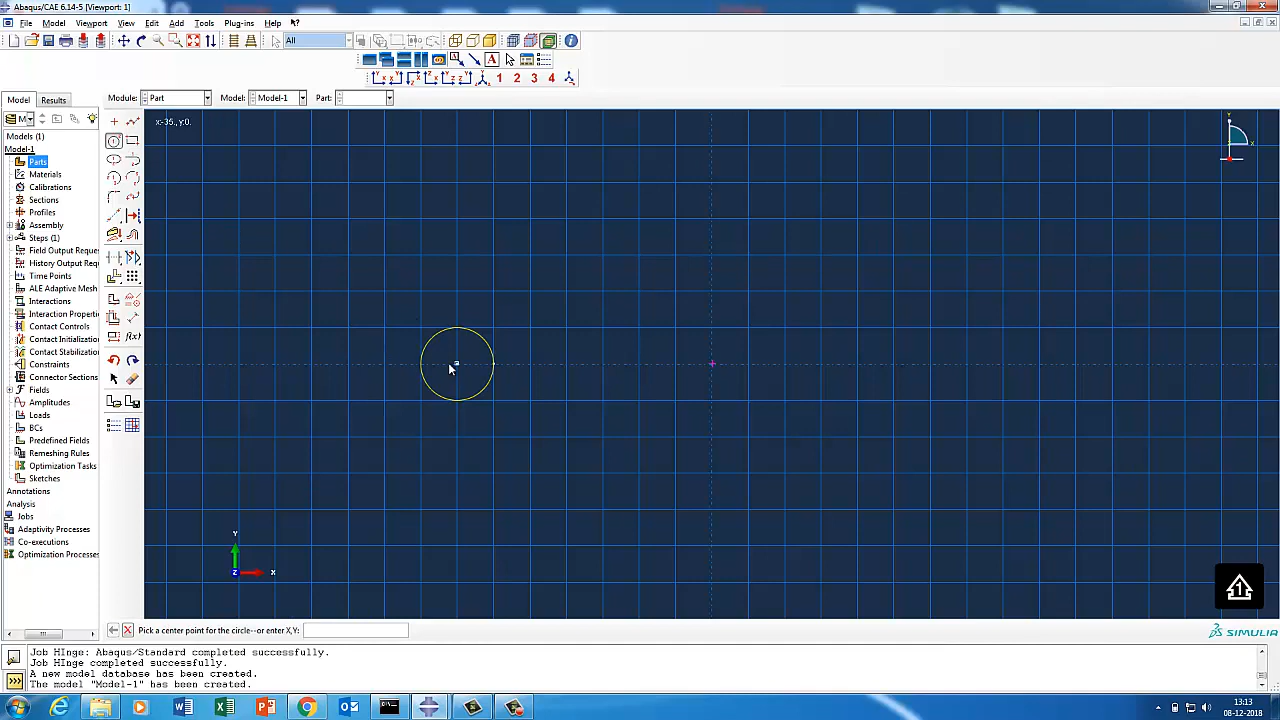 Abaqus/CAE 6.14-5 [Viewport: 1]
File Model Viewport View Edit Add Tools Plug-ins Help
All
A
1 2 3 4
Model Results Module: Part Model: Model-1 Part:
M
x:-35., y:0.
Models (1)
Model-1
Parts
Materials
Calibrations
Sections
Profiles
Assembly
Steps (1)
Field Output Reque
History Output Req
Time Points
ALE Adaptive Mesh
Interactions
Interaction Properti
Contact Controls
Contact Initializatio
Contact Stabilizatio
Constraints
Connector Sections
Fields
Amplitudes
Loads
BCs
Predefined Fields
Remeshing Rules
Optimization Tasks
Sketches
Annotations
Analysis
Jobs
Adaptivity Processes
Co-executions
Optimization Processes
f(x)
Y
X
Y
Z
X
1
Pick a center point for the circle--or enter X,Y:
SIMULIA
Job HInge: Abaqus/Standard completed successfully.
Job HInge completed successfully.
A new model database has been created.
The model "Model-1" has been created.
>>>
13:13
08-12-2018